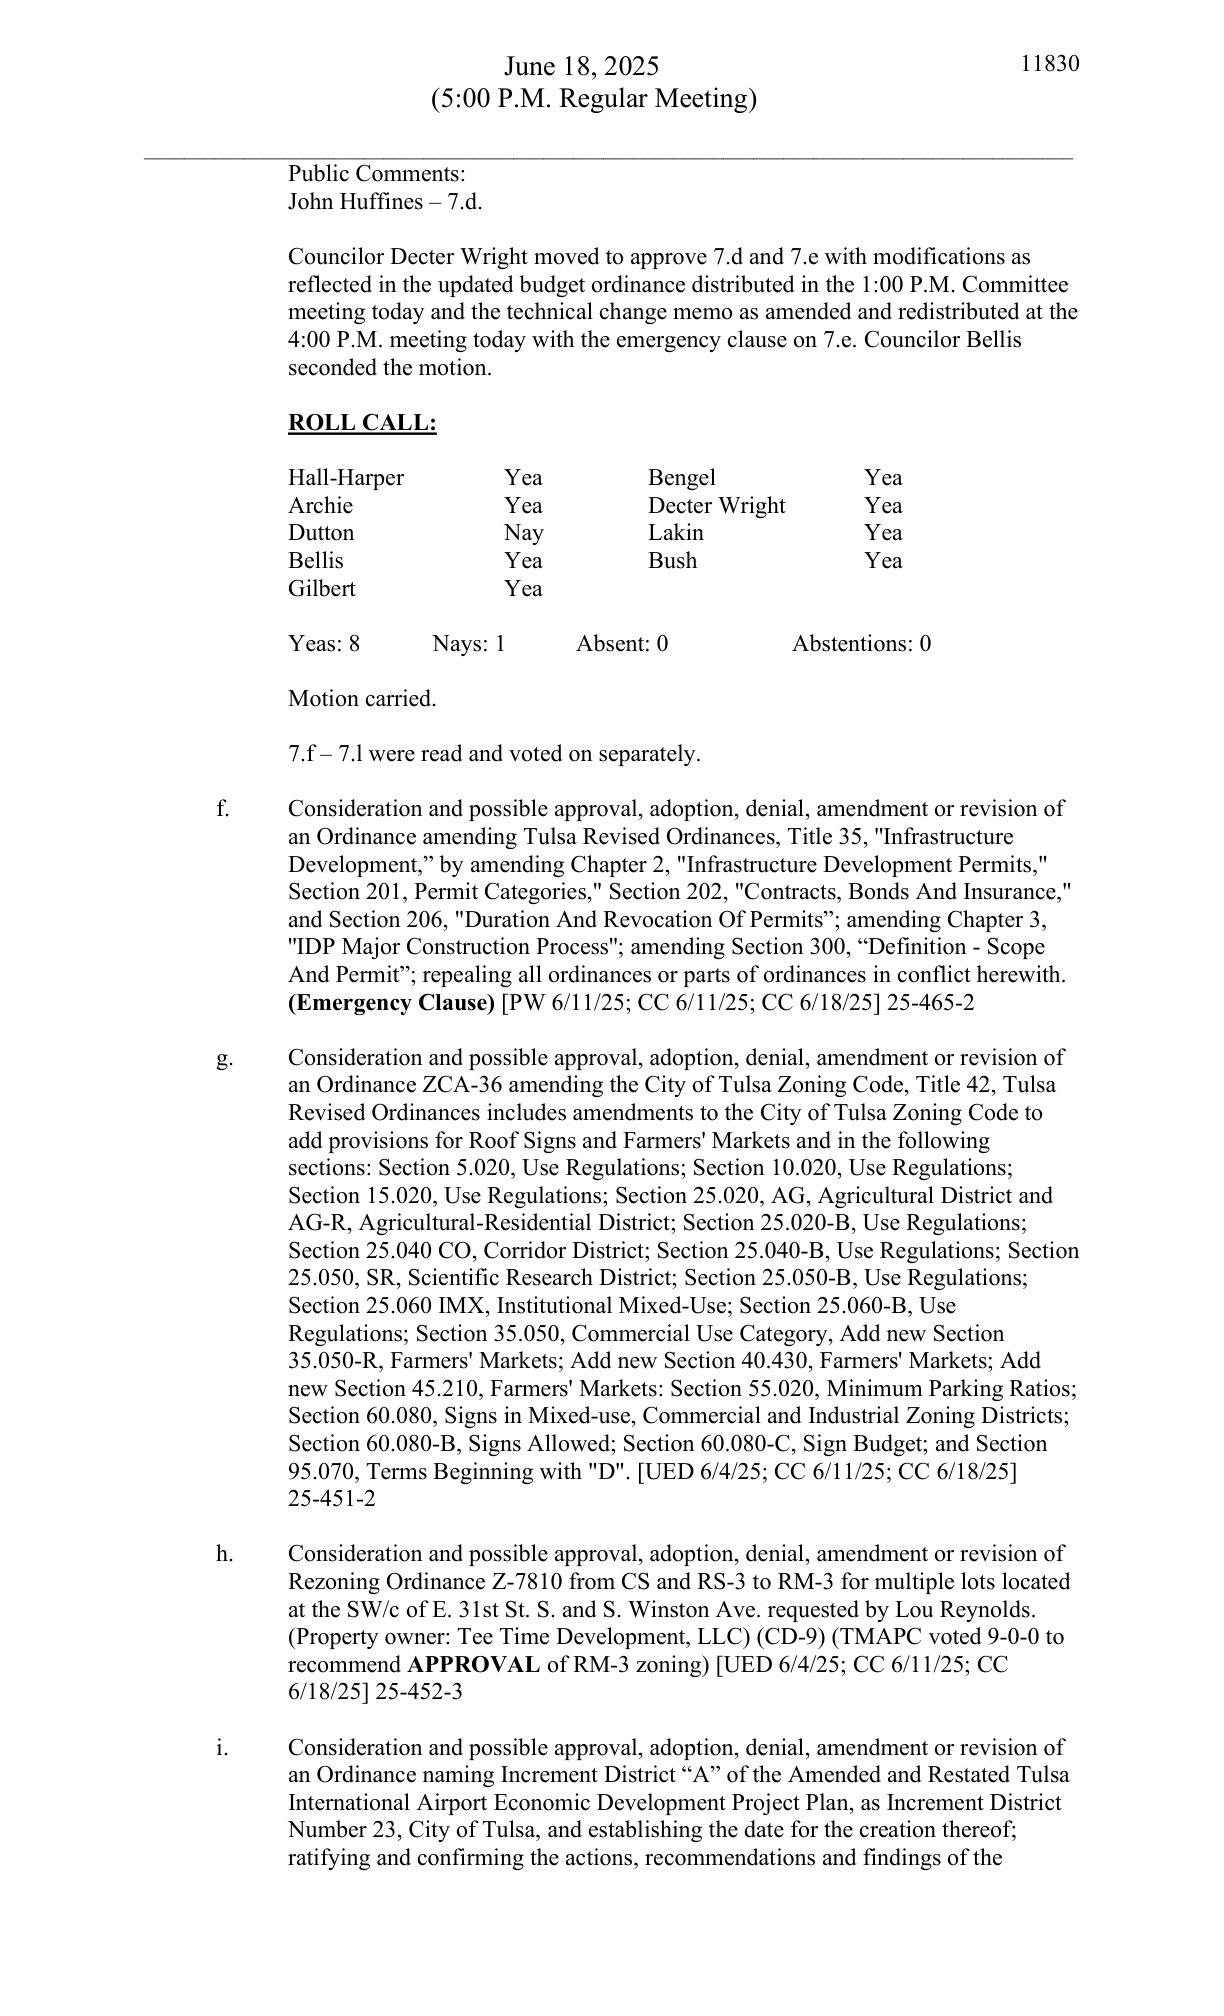 June 18, 2025
11830
(5:00 P.M. Regular Meeting)
Public Comments:
John Huffines – 7.d.
Councilor Decter Wright moved to approve 7.d and 7.e with modifications as
reflected in the updated budget ordinance distributed in the 1:00 P.M. Committee
meeting today and the technical change memo as amended and redistributed at the
4:00 P.M. meeting today with the emergency clause on 7.e. Councilor Bellis
seconded the motion.
ROLL CALL:
Hall-Harper Yea Bengel Yea
Archie Yea Decter Wright Yea
Dutton Nay Lakin Yea
Bellis Yea Bush Yea
Gilbert Yea
Yeas: 8 Nays: 1 Absent: 0 Abstentions: 0
Motion carried.
7.f – 7.l were read and voted on separately.
f. Consideration and possible approval, adoption, denial, amendment or revision of
an Ordinance amending Tulsa Revised Ordinances, Title 35, "Infrastructure
Development,” by amending Chapter 2, "Infrastructure Development Permits,"
Section 201, Permit Categories," Section 202, "Contracts, Bonds And Insurance,"
and Section 206, "Duration And Revocation Of Permits”; amending Chapter 3,
"IDP Major Construction Process"; amending Section 300, “Definition - Scope
And Permit”; repealing all ordinances or parts of ordinances in conflict herewith.
(Emergency Clause) [PW 6/11/25; CC 6/11/25; CC 6/18/25] 25-465-2
g. Consideration and possible approval, adoption, denial, amendment or revision of
an Ordinance ZCA-36 amending the City of Tulsa Zoning Code, Title 42, Tulsa
Revised Ordinances includes amendments to the City of Tulsa Zoning Code to
add provisions for Roof Signs and Farmers' Markets and in the following
sections: Section 5.020, Use Regulations; Section 10.020, Use Regulations;
Section 15.020, Use Regulations; Section 25.020, AG, Agricultural District and
AG-R, Agricultural-Residential District; Section 25.020-B, Use Regulations;
Section 25.040 CO, Corridor District; Section 25.040-B, Use Regulations; Section
25.050, SR, Scientific Research District; Section 25.050-B, Use Regulations;
Section 25.060 IMX, Institutional Mixed-Use; Section 25.060-B, Use
Regulations; Section 35.050, Commercial Use Category, Add new Section
35.050-R, Farmers' Markets; Add new Section 40.430, Farmers' Markets; Add
new Section 45.210, Farmers' Markets: Section 55.020, Minimum Parking Ratios;
Section 60.080, Signs in Mixed-use, Commercial and Industrial Zoning Districts;
Section 60.080-B, Signs Allowed; Section 60.080-C, Sign Budget; and Section
95.070, Terms Beginning with "D". [UED 6/4/25; CC 6/11/25; CC 6/18/25]
25-451-2
h. Consideration and possible approval, adoption, denial, amendment or revision of
Rezoning Ordinance Z-7810 from CS and RS-3 to RM-3 for multiple lots located
at the SW/c of E. 31st St. S. and S. Winston Ave. requested by Lou Reynolds.
(Property owner: Tee Time Development, LLC) (CD-9) (TMAPC voted 9-0-0 to
recommend APPROVAL of RM-3 zoning) [UED 6/4/25; CC 6/11/25; CC
6/18/25] 25-452-3
i. Consideration and possible approval, adoption, denial, amendment or revision of
an Ordinance naming Increment District “A” of the Amended and Restated Tulsa
International Airport Economic Development Project Plan, as Increment District
Number 23, City of Tulsa, and establishing the date for the creation thereof;
ratifying and confirming the actions, recommendations and findings of the